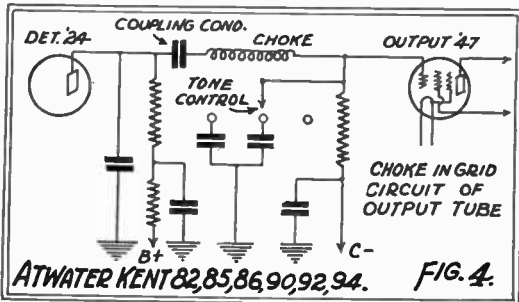 COUPLING COND.
DET. '24
CHOKE
OUTPUT '47
TONE
CONTROL
CHOKE IN GRID
CIRCUIT OF
OUTPUT TUBE
B+
C-
ATWATER KENT 82,85,86,90,92,94.
FIG. 4.